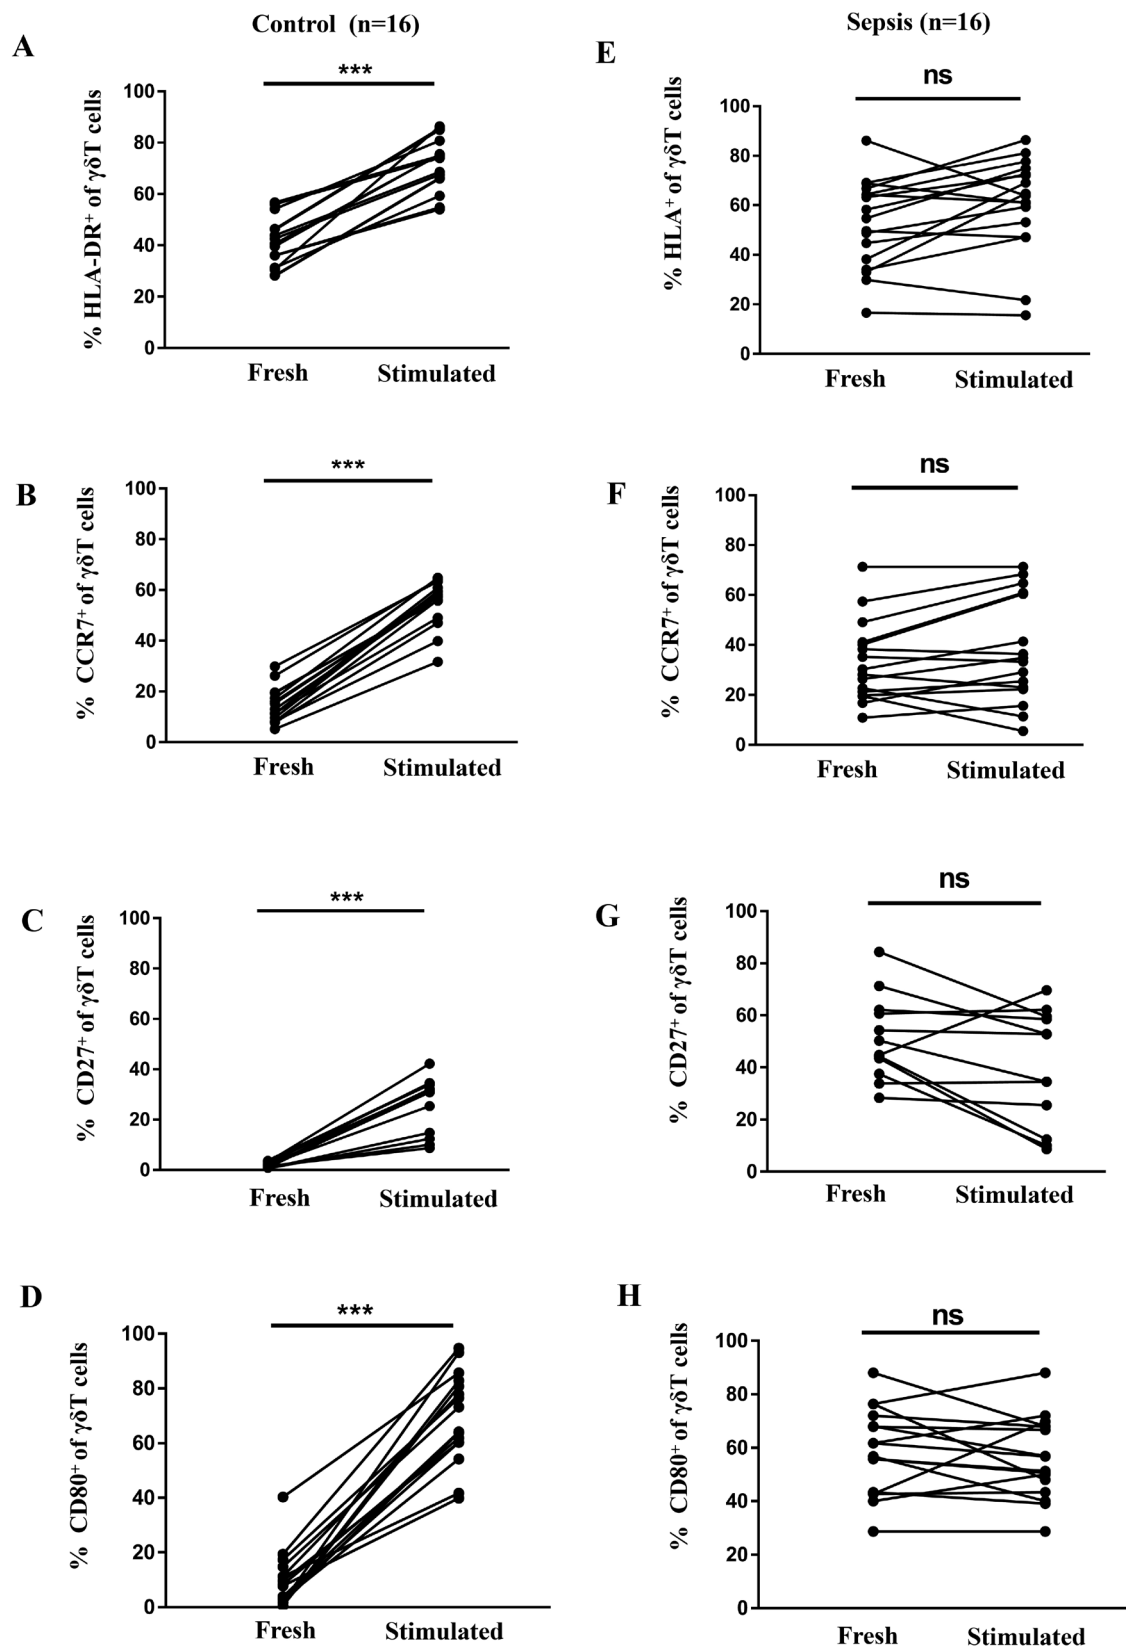 Control (n=16)
Sepsis (n=16)
A
***
% HLA-DR⁺ of γδT cells
100
80
60
40
20
0
Fresh
Stimulated
E
ns
% HLA⁺ of γδT cells
100
80
60
40
20
0
Fresh
Stimulated
B
***
% CCR7⁺ of γδT cells
100
80
60
40
20
0
Fresh
Stimulated
F
ns
% CCR7⁺ of γδT cells
100
80
60
40
20
0
Fresh
Stimulated
C
***
% CD27⁺ of γδT cells
100
80
60
40
20
0
Fresh
Stimulated
G
ns
% CD27⁺ of γδT cells
100
80
60
40
20
0
Fresh
Stimulated
D
***
% CD80⁺ of γδT cells
100
80
60
40
20
0
Fresh
Stimulated
H
ns
% CD80⁺ of γδT cells
100
80
60
40
20
0
Fresh
Stimulated